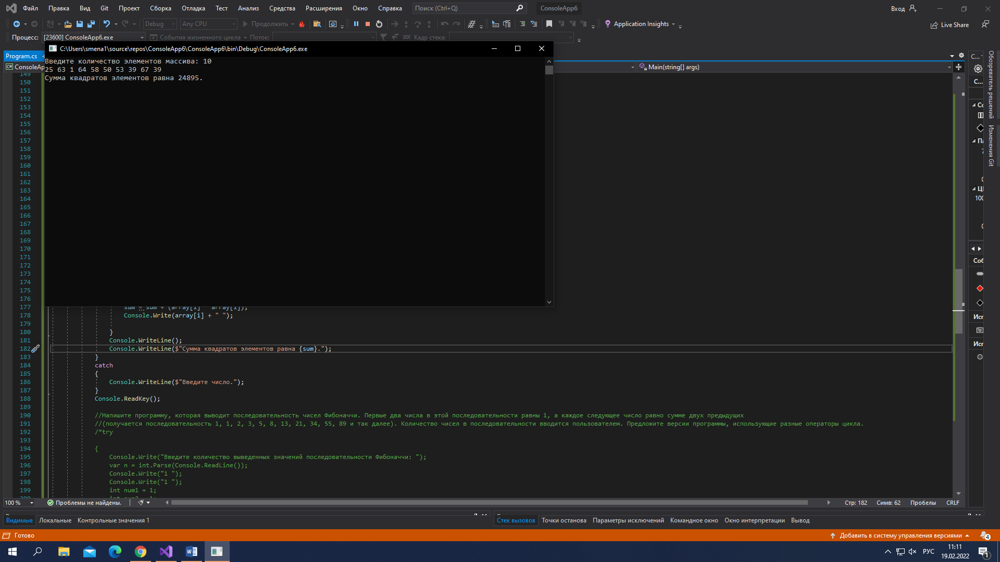 Файл Правка Вид Git Проект Сборка Отладка Тест Анализ Средства Расширения Окно Справка Поиск (Ctrl+Q) ConsoleApp6 Вход
Debug Any CPU Продолжить Application Insights Live Share
Процесс: [23600] ConsoleApp6.exe События жизненного цикла Поток: Кадр стека:
C:\Users\smena1\source\repos\ConsoleApp6\ConsoleApp6\bin\Debug\ConsoleApp6.exe
Program.cs
Введите количество элементов массива: 10
25 63 1 64 58 50 53 39 67 39
Сумма квадратов элементов равна 24895.
ConsoleAp Main(string[] args)
Обозреватель решений
Изменения Git
149
150
151
152
153
154
155
156
157
158
159
160
161
162
163
164
165
166
167
168
169
170
171
172
173
174
175
176
177 sum = sum + (array[i] * array[i]);
178 Console.Write(array[i] + " ");
179
180 }
181 Console.WriteLine();
182 Console.WriteLine($"Сумма квадратов элементов равна {sum}.");
183 }
184 catch
185 {
186 Console.WriteLine($"Введите число.");
187 }
188 Console.ReadKey();
189
190 //Напишите программу, которая выводит последовательность чисел Фибоначчи. Первые два числа в этой последовательности равны 1, а каждое следующее число равно сумме двух предыдущих
191 //(получается последовательность 1, 1, 2, 3, 5, 8, 13, 21, 34, 55, 89 и так далее). Количество чисел в последовательности вводится пользователем. Предложите версии программы, использующие разные операторы цикла.
192 /*try
193
194 {
195 Console.Write("Введите количество выведенных значений последовательности Фибоначчи: ");
196 var n = int.Parse(Console.ReadLine());
197 Console.Write("1 ");
198 Console.Write("1 ");
199 int num1 = 1;
С...
С...
100
Соб
Исг
Исг
100 % Проблемы не найдены. Стр: 182 Симв: 62 Пробелы CRLF
Видимые Локальные Контрольные значения 1 Стек вызовов Точки останова Параметры исключений Командное окно Окно интерпретации Вывод
Готово Добавить в систему управления версиями 4
РУС 11:11
19.02.2022 1